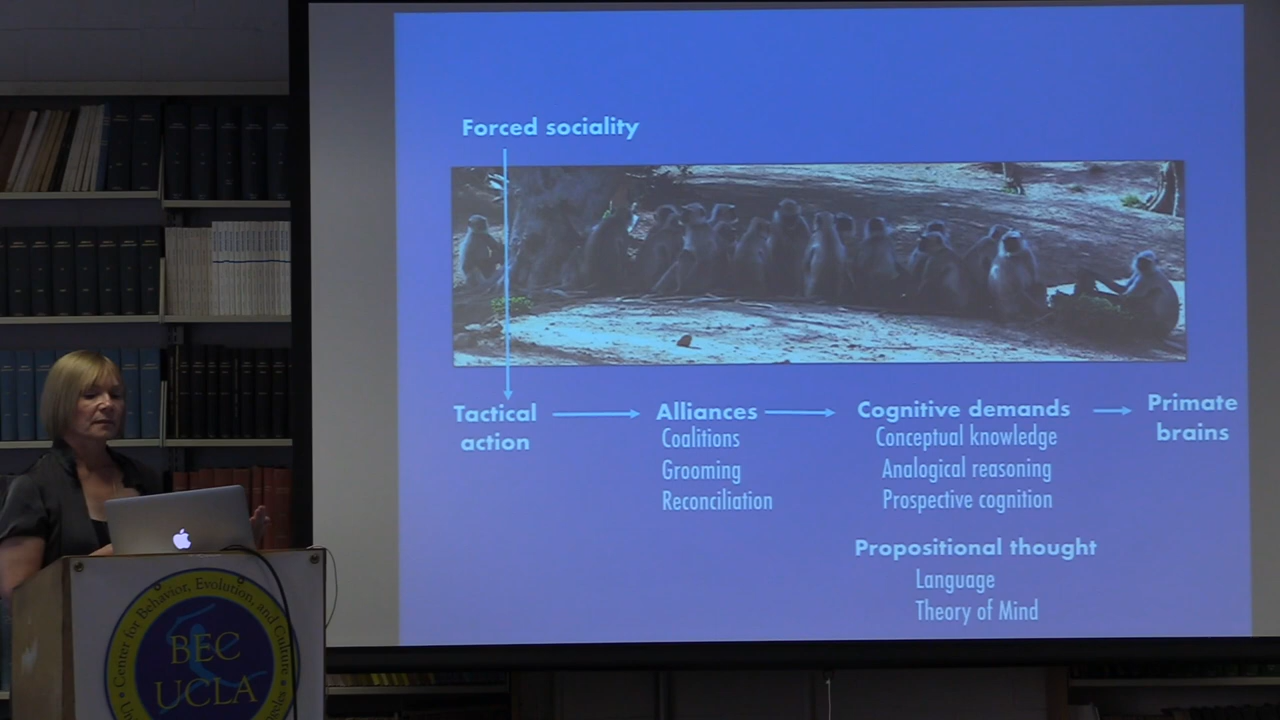 Forced sociality
Tactical
action
Alliances
Coalitions
Grooming
Reconciliation
Cognitive demands
Conceptual knowledge
Analogical reasoning
Prospective cognition
Propositional thought
Language
Theory of Mind
Primate
brains
Center for Behavior, Evolution, and Culture
BEC
UCLA